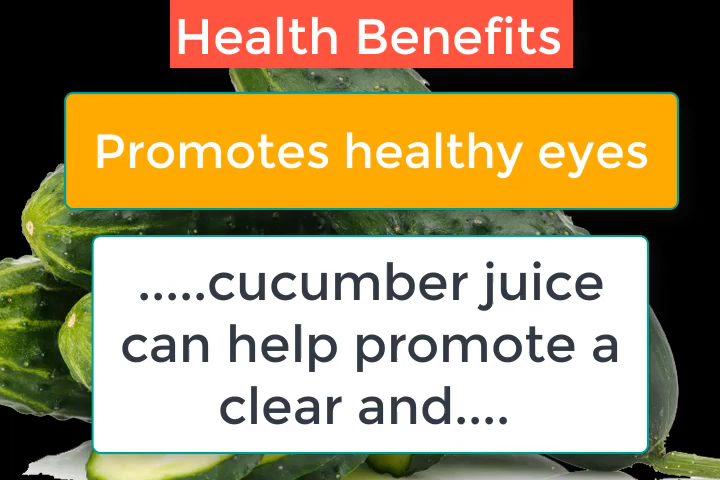 Health Benefits
Promotes healthy eyes
.....cucumber juice
can help promote a
clear and....